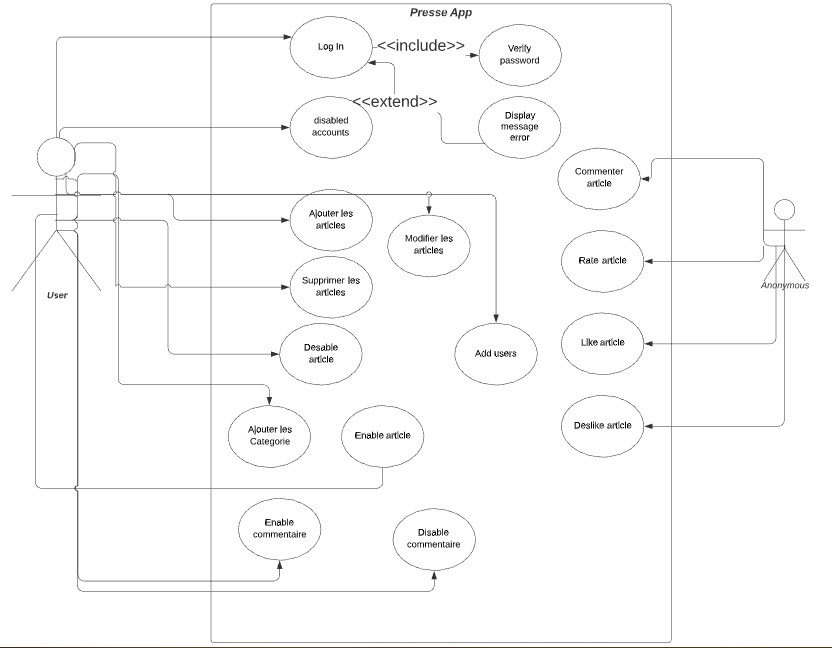 Presse App
Log In
<<include>>
Verify
password
<<extend>>
disabled
accounts
Display
message
error
Commenter
article
Ajouter les
articles
Modifier les
articles
Rate article
Anonymous
User
Supprimer les
articles
Desable
article
Add users
Like article
Ajouter les
Categorie
Enable article
Deslike article
Enable
commentaire
Disable
commentaire